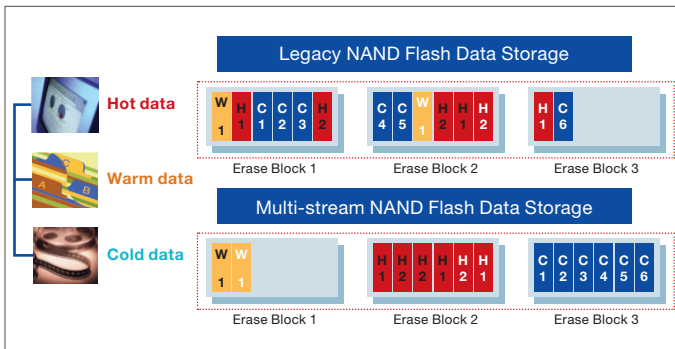 Legacy NAND Flash Data Storage
Hot data
W H C C C H
1 1 1 2 3 2
C C W H H H
4 5 1 2 1 2
H C
1 6
Erase Block 1
Erase Block 2
Erase Block 3
C
A
B
Warm data
Multi-stream NAND Flash Data Storage
Cold data
W W
1 1
H H H H H H
1 2 2 1 2 1
C C C C C C
1 2 3 4 5 6
Erase Block 1
Erase Block 2
Erase Block 3